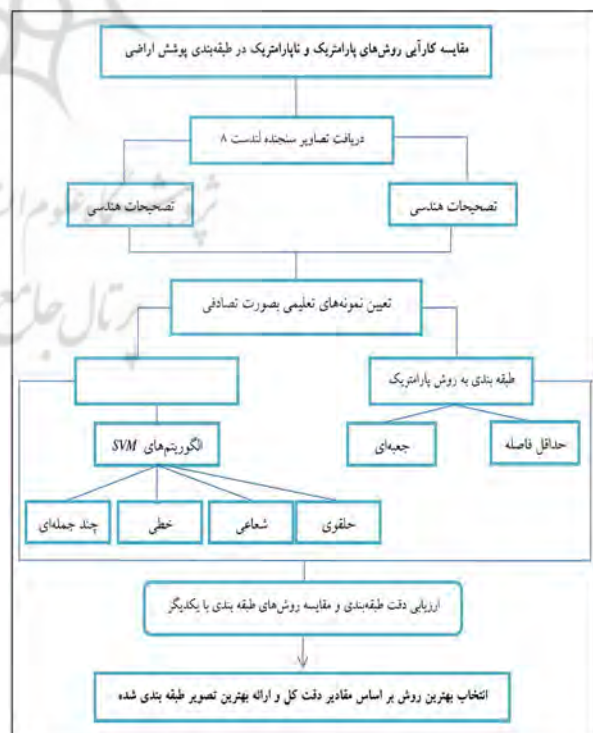 مقایسه کارآیی روش‌های پارامتریک و ناپارامتریک در طبقه‌بندی پوشش اراضی
دریافت تصاویر سنجنده لندست ۸
تصحیحات هندسی
تصحیحات هندسی
تعیین نمونه‌های تعلیمی بصورت تصادفی
طبقه بندی به روش پارامتریک
حداقل فاصله
جعبه‌ای
الگوریتم‌های SVM
حلقوی
شعاعی
خطی
چند جمله‌ای
ارزیابی دقت طبقه‌بندی و مقایسه روش‌های طبقه بندی با یکدیگر
انتخاب بهترین روش بر اساس مقادیر دقت کل و ارائه بهترین تصویر طبقه بندی شده
پرتال جامع